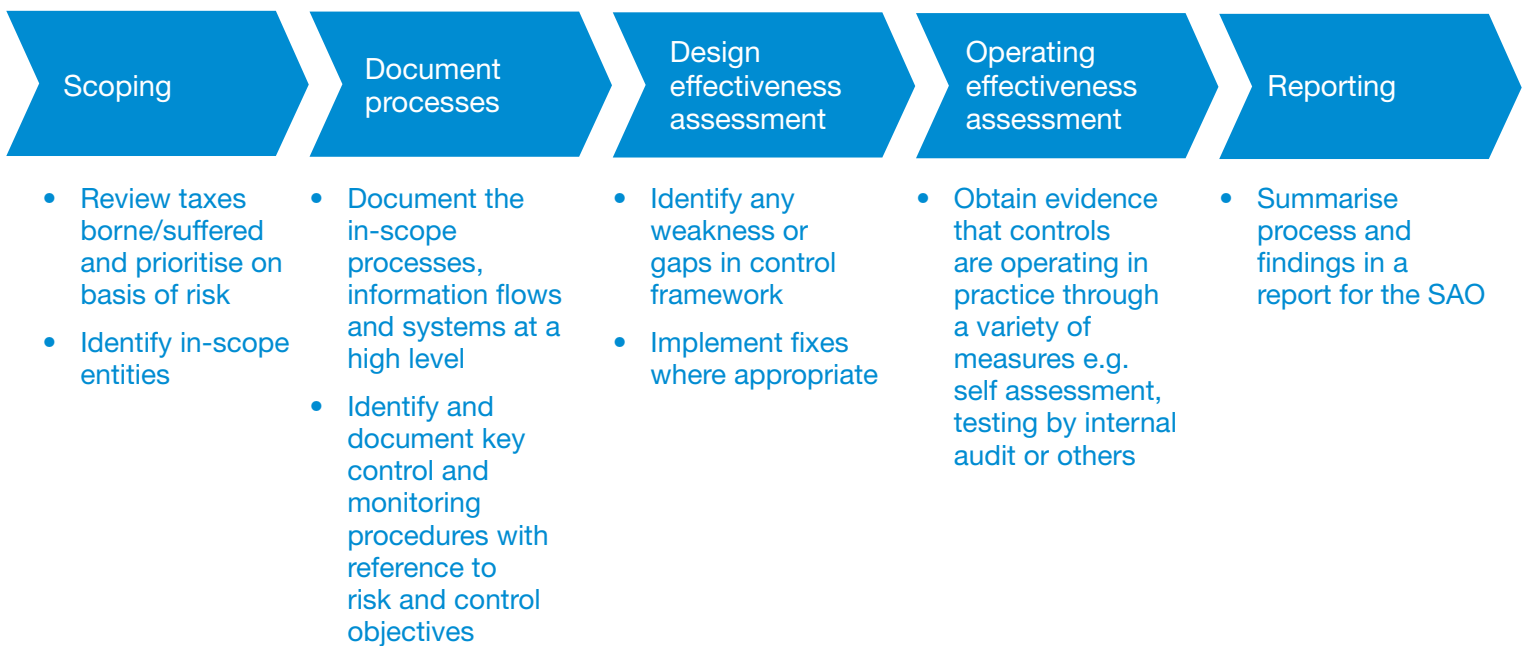 Scoping
Document
processes
Design
effectiveness
assessment
Operating
effectiveness
assessment
Reporting
• Review taxes
borne/suffered
and prioritise on
basis of risk
• Identify in-scope
entities
• Document the
in-scope
processes,
information flows
and systems at a
high level
• Identify and
document key
control and
monitoring
procedures with
reference to
risk and control
objectives
• Identify any
weakness or
gaps in control
framework
• Implement fixes
where appropriate
• Obtain evidence
that controls
are operating in
practice through
a variety of
measures e.g.
self assessment,
testing by internal
audit or others
• Summarise
process and
findings in a
report for the SAO